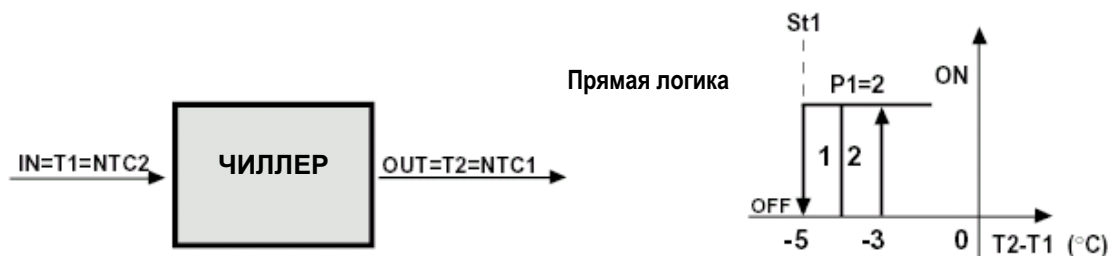 IN=T1=NTC2
ЧИЛЛЕР
OUT=T2=NTC1
Прямая логика
St1
P1=2
ON
1
2
OFF
-5
-3
0
T2-T1 (°C)